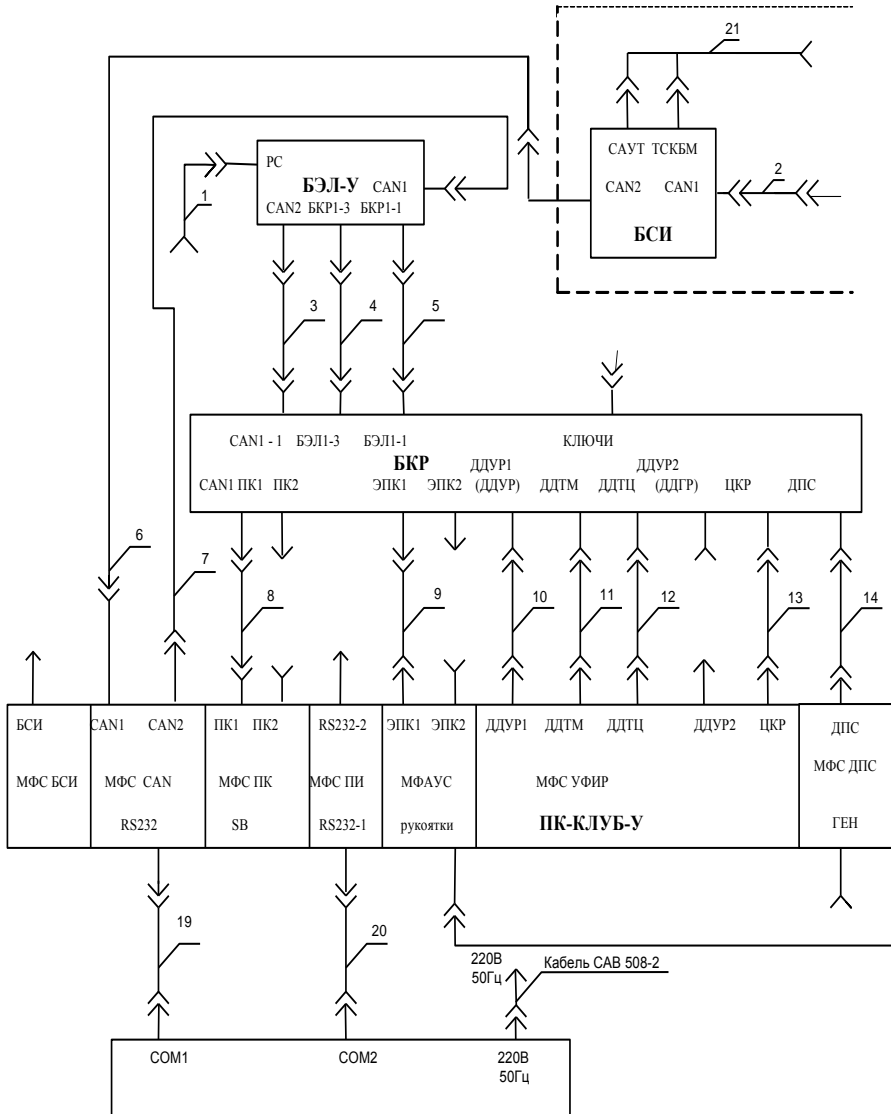 21
САУТ ТСКБМ
CAN2 CAN1
БСИ
2
РС
БЭЛ-У CAN1
CAN2 БКР1-3 БКР1-1
1
3 4 5
CAN1 - 1 БЭЛ1-3 БЭЛ1-1 КЛЮЧИ
БКР ДДУР1 ДДУР2
CAN1 ПК1 ПК2 ЭПК1 ЭПК2 (ДДУР) ДДТМ ДДТЦ (ДДГР) ЦКР ДПС
6 7 8 9 10 11 12 13 14
БСИ CAN1 CAN2 ПК1 ПК2 RS232-2 ЭПК1 ЭПК2 ДДУР1 ДДТМ ДДТЦ ДДУР2 ЦКР ДПС
МФС БСИ МФС CAN МФС ПК МФС ПИ МФАУС МФС УФИР МФС ДПС
RS232 SB RS232-1 рукоятки ПК-КЛУБ-У ГЕН
19 20
220В
50Гц
Кабель САВ 508-2
COM1 COM2 220В
50Гц